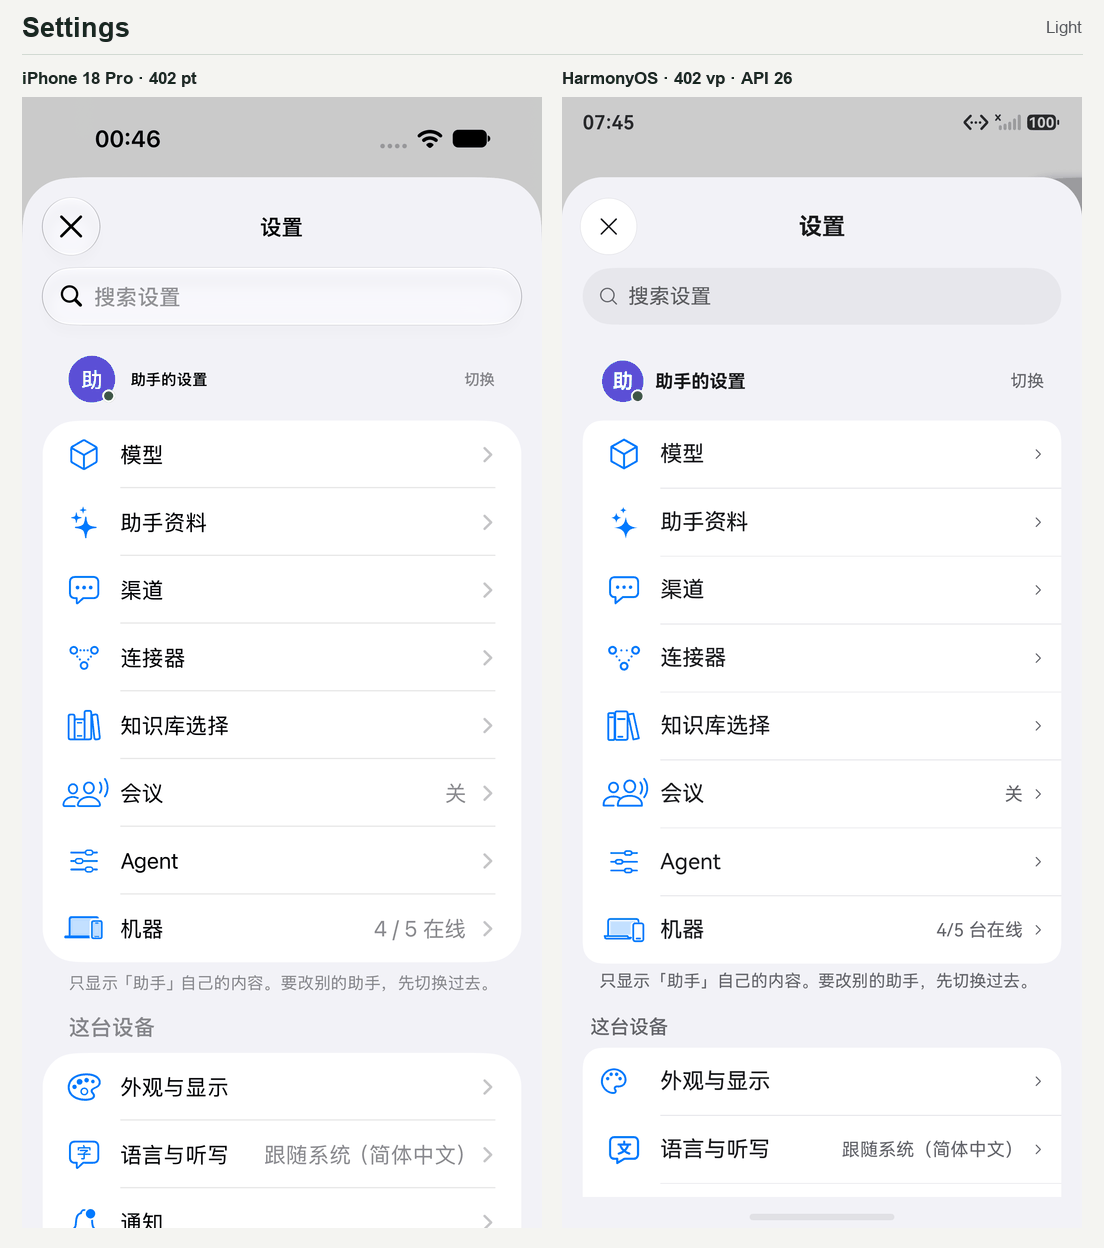 Settings
Light
iPhone 18 Pro · 402 pt
00:46
设置
搜索设置
助 助手的设置 切换
模型
助手资料
渠道
连接器
知识库选择
会议 关
Agent
机器 4 / 5 在线
只显示「助手」自己的内容。要改别的助手，先切换过去。
这台设备
外观与显示
字 语言与听写 跟随系统（简体中文）
通知
HarmonyOS · 402 vp · API 26
07:45 100
设置
搜索设置
助 助手的设置 切换
模型
助手资料
渠道
连接器
知识库选择
会议 关
Agent
机器 4/5 台在线
只显示「助手」自己的内容。要改别的助手，先切换过去。
这台设备
外观与显示
文 语言与听写 跟随系统（简体中文）